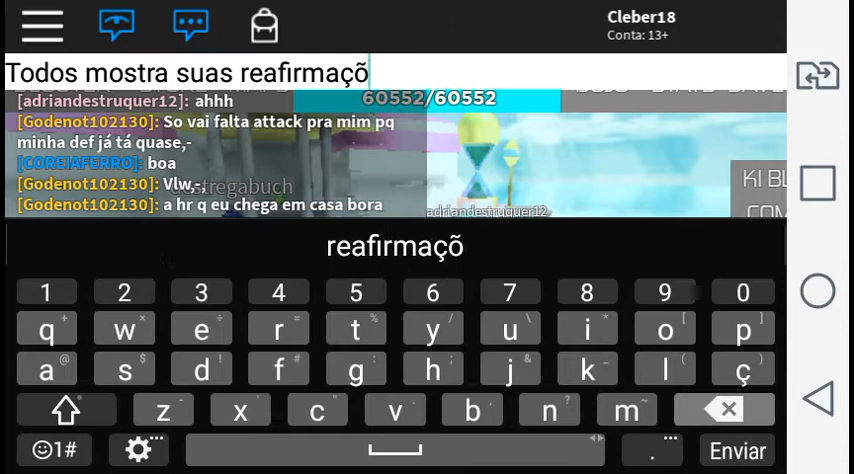 Cleber18
Conta: 13+
Todos mostra suas reafirmaçõ
[adriandestruquer12]: ahhh
60552/60552
[Godenot102130]: So vai falta attack pra mim pq
minha def já tá quase,-
[COREIAFERRO]: boa
[Godenot102130]: Vlw,-,
[Godenot102130]: a hr q eu chega em casa bora
adriandestruquer12
KI BL
reafirmaçõ
1 2 3 4 5 6 7 8 9 0
q w e r t y u i o p
a s d f g h j k l ç
z x c v b n m
1# . Enviar